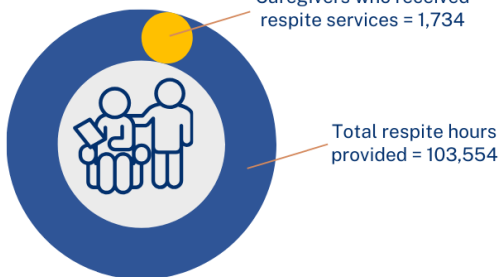 Caregivers who received
respite services = 1,734
Total respite hours
provided = 103,554